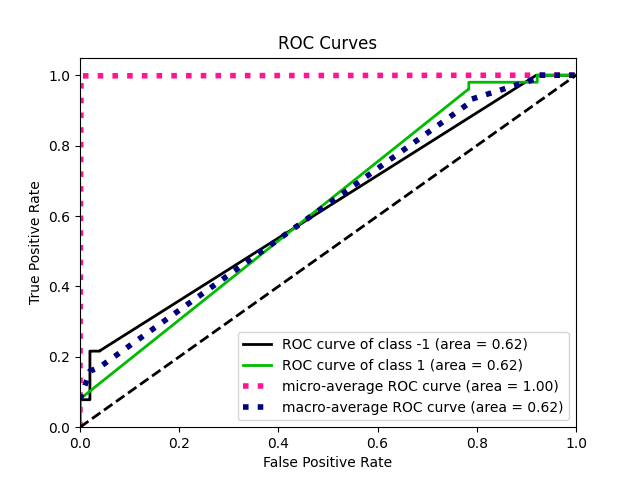 ROC Curves
True Positive Rate
1.0
0.8
0.6
0.4
0.2
0.0
ROC curve of class -1 (area = 0.62)
ROC curve of class 1 (area = 0.62)
micro-average ROC curve (area = 1.00)
macro-average ROC curve (area = 0.62)
0.0 0.2 0.4 0.6 0.8 1.0
False Positive Rate